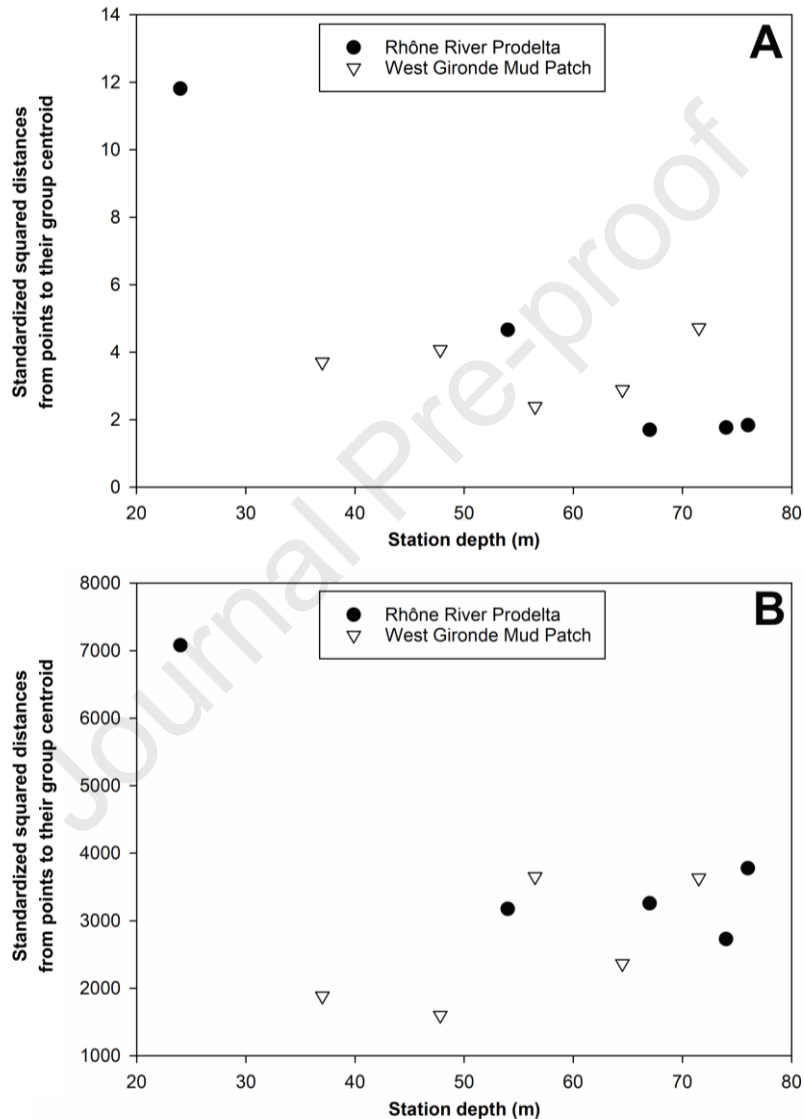 14
12
10
8
6
4
2
0
Standardized squared distances
from points to their group centroid
Rhône River Prodelta
West Gironde Mud Patch
A
20 30 40 50 60 70 80
Station depth (m)
8000
7000
6000
5000
4000
3000
2000
1000
Standardized squared distances
from points to their group centroid
Rhône River Prodelta
West Gironde Mud Patch
B
20 30 40 50 60 70 80
Station depth (m)
Journal Pre-proof